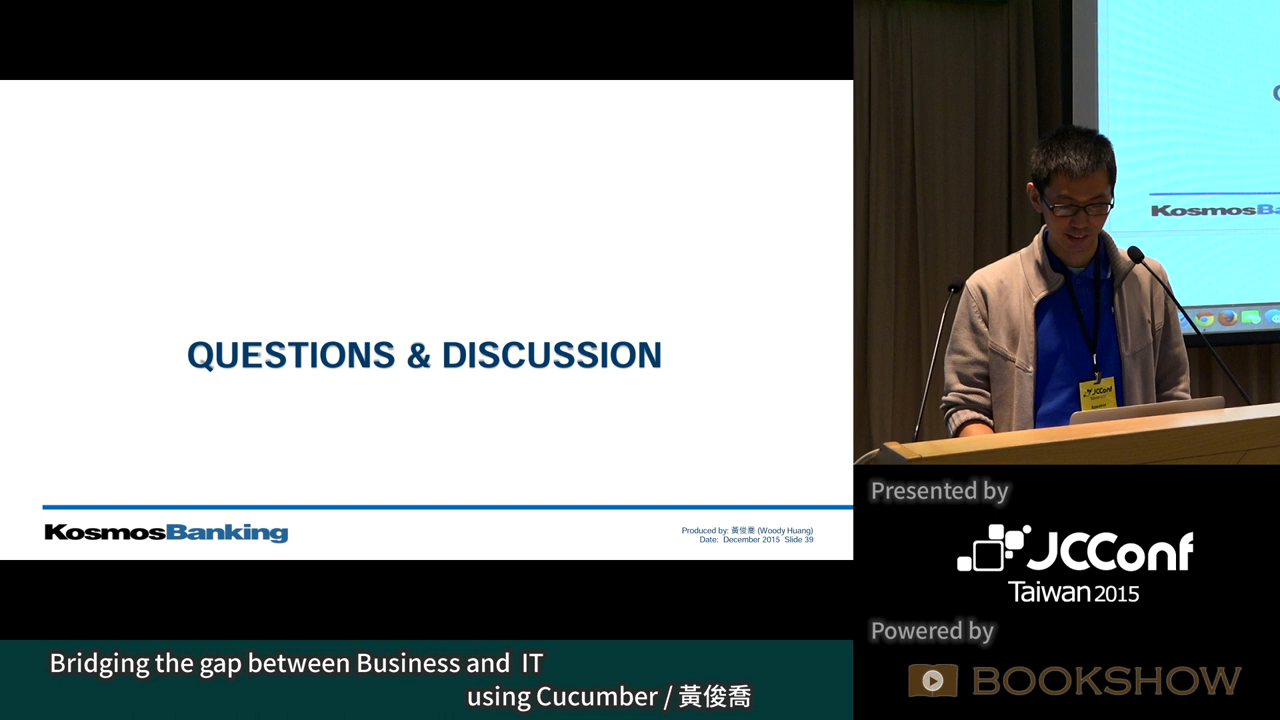 QUESTIONS & DISCUSSION
KosmosBanking
Produced by: 黃俊喬 (Woody Huang)
Date: December 2015 Slide 39
KosmosBa
JCConf
Presented by
JCConf
Taiwan 2015
Powered by
BOOKSHOW
Bridging the gap between Business and IT
using Cucumber / 黃俊喬